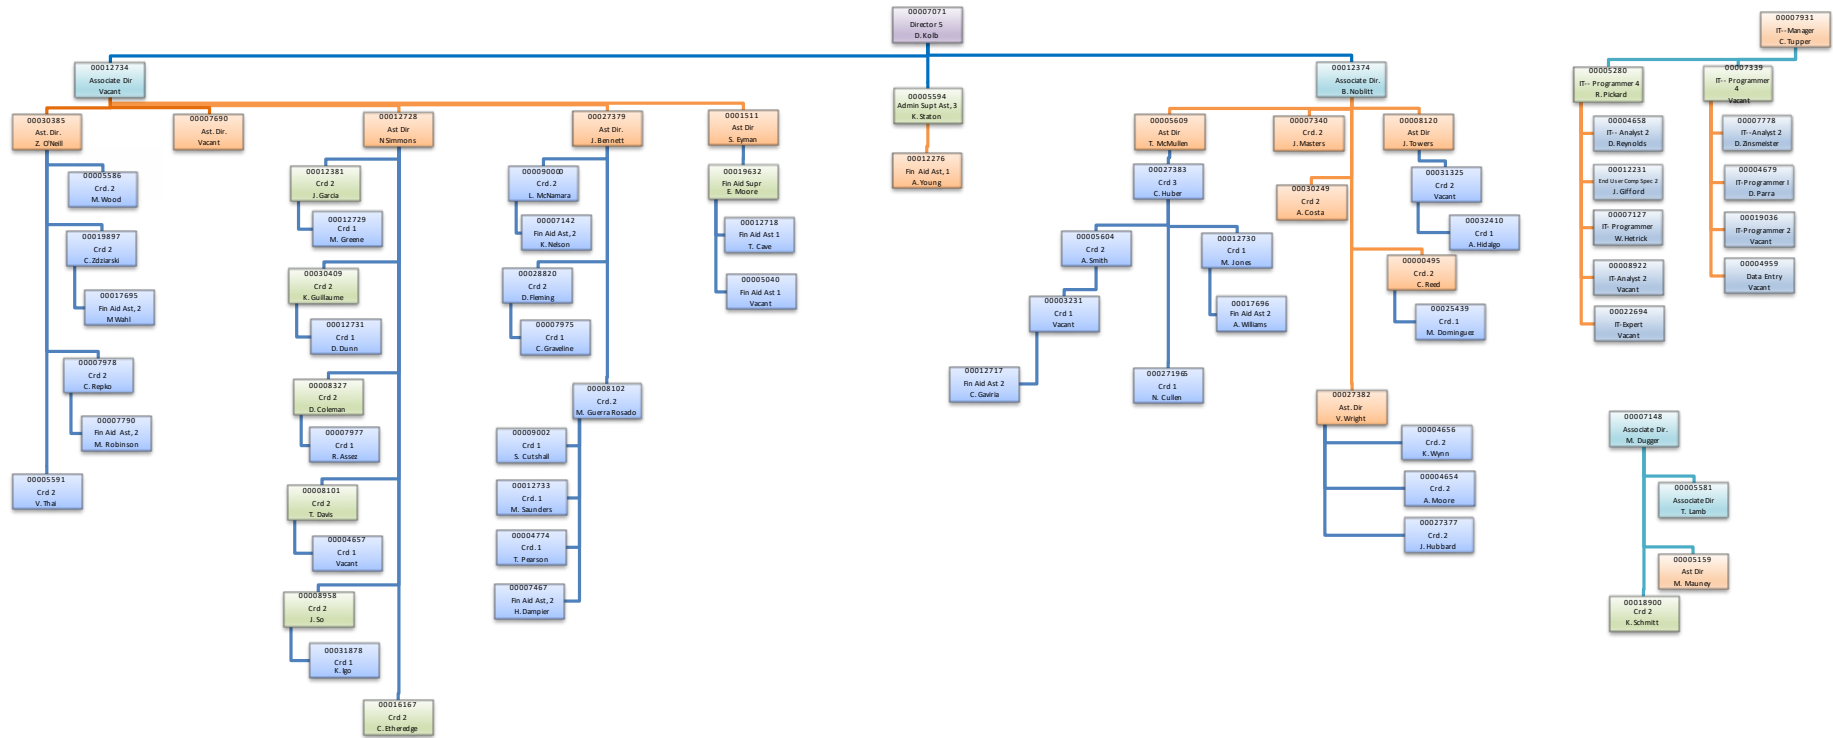 00007071
Director 5
D. Kolb
00012734
Associate Dir
Vacant
00005594
Admin Supt Ast, 3
K. Staton
00012276
Fin Aid Ast, 1
A. Young
00012374
Associate Dir.
B. Noblitt
00030385
Ast. Dir.
Z. O'Neill
00007690
Ast. Dir.
Vacant
00012728
Ast Dir
N Simmons
00027379
Ast Dir.
J. Bennett
0001511
Ast Dir
S. Eyman
00005586
Crd. 2
M. Wood
00019897
Crd 2
C. Zdziarski
00017695
Fin Aid Ast, 2
M Wahl
00007978
Crd 2
C. Repko
00007790
Fin Aid Ast, 2
M. Robinson
00005591
Crd 2
V. Thai
00012381
Crd 2
J. Garcia
00012729
Crd 1
M. Greene
00030409
Crd 2
K. Guillaume
00012731
Crd 1
D. Dunn
00008327
Crd 2
D. Coleman
00007977
Crd 1
R. Assez
00008101
Crd 2
T. Davis
00004657
Crd 1
Vacant
00008958
Crd 2
J. So
00031878
Crd 1
K. Igo
00016167
Crd 2
C. Etheredge
00009000
Crd. 2
L. McNamara
00007142
Fin Aid Ast, 2
K. Nelson
00028820
Crd 2
D. Fleming
00007975
Crd 1
C. Graveline
00008102
Crd. 2
M. Guerra Rosado
00009002
Crd 1
S. Cutshall
00012733
Crd. 1
M. Saunders
00004774
Crd. 1
T. Pearson
00007467
Fin Aid Ast, 2
H. Dampier
00019632
Fin Aid Supr
E. Moore
00012718
Fin Aid Ast 1
T. Cave
00005040
Fin Aid Ast 1
Vacant
00005609
Ast Dir
T. McMullen
00007340
Crd. 2
J. Masters
00008120
Ast Dir
J. Towers
00027383
Crd 3
C. Huber
00030249
Crd 2
A. Costa
00031325
Crd 2
Vacant
00032410
Crd 1
A. Hidalgo
00005604
Crd 2
A. Smith
00012730
Crd 1
M. Jones
00003231
Crd 1
Vacant
00017696
Fin Aid Ast 2
A. Williams
00012717
Fin Aid Ast 2
C. Gaviria
000271965
Crd 1
N. Cullen
00000495
Crd. 2
C. Reed
00025439
Crd. 1
M. Dominguez
00027382
Ast. Dir
V. Wright
00004656
Crd. 2
K. Wynn
00004654
Crd. 2
A. Moore
00027377
Crd. 2
J. Hubbard
00007931
IT--Manager
C. Tupper
00005280
IT-- Programmer 4
R. Pickard
00007339
IT-- Programmer
4
Vacant
00004658
IT-- Analyst 2
D. Reynolds
00012231
End User Comp Spec 2
J. Gifford
00007127
IT- Programmer
W. Hetrick
00008922
IT-Analyst 2
Vacant
00022694
IT-Expert
Vacant
00007778
IT--Analyst 2
D. Zinsmeister
00004679
IT-Programmer I
D. Parra
00019036
IT-Programmer 2
Vacant
00004959
Data Entry
Vacant
00007148
Associate Dir.
M. Dugger
00005581
Associate Dir
T. Lamb
00005159
Ast Dir
M. Mauney
00018900
Crd 2
K. Schmitt